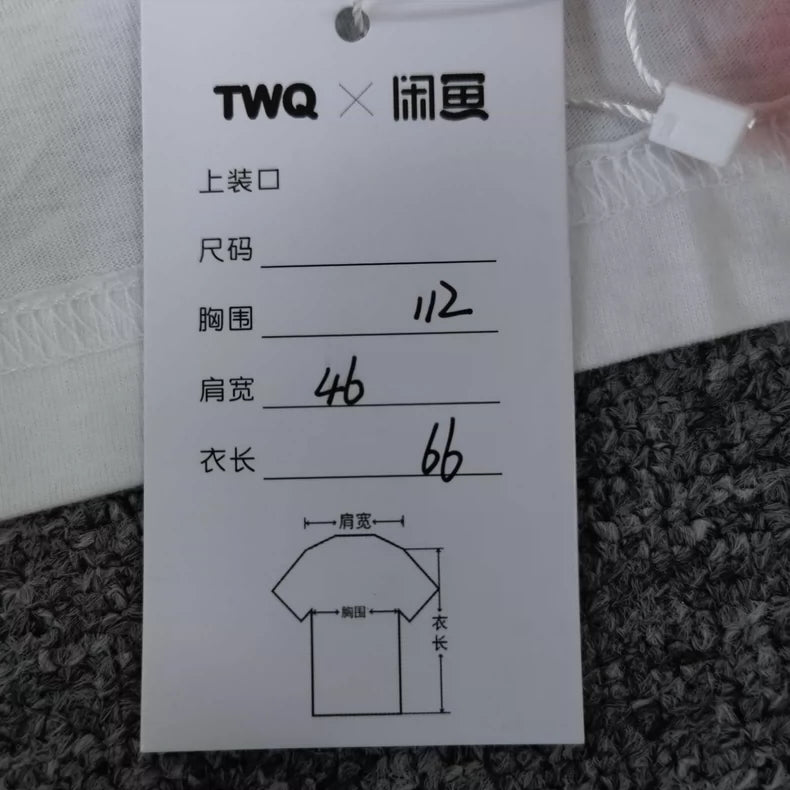 TWQ × 闲鱼
上装口
尺码
胸围 112
肩宽 46
衣长 66
肩宽
胸围
衣长